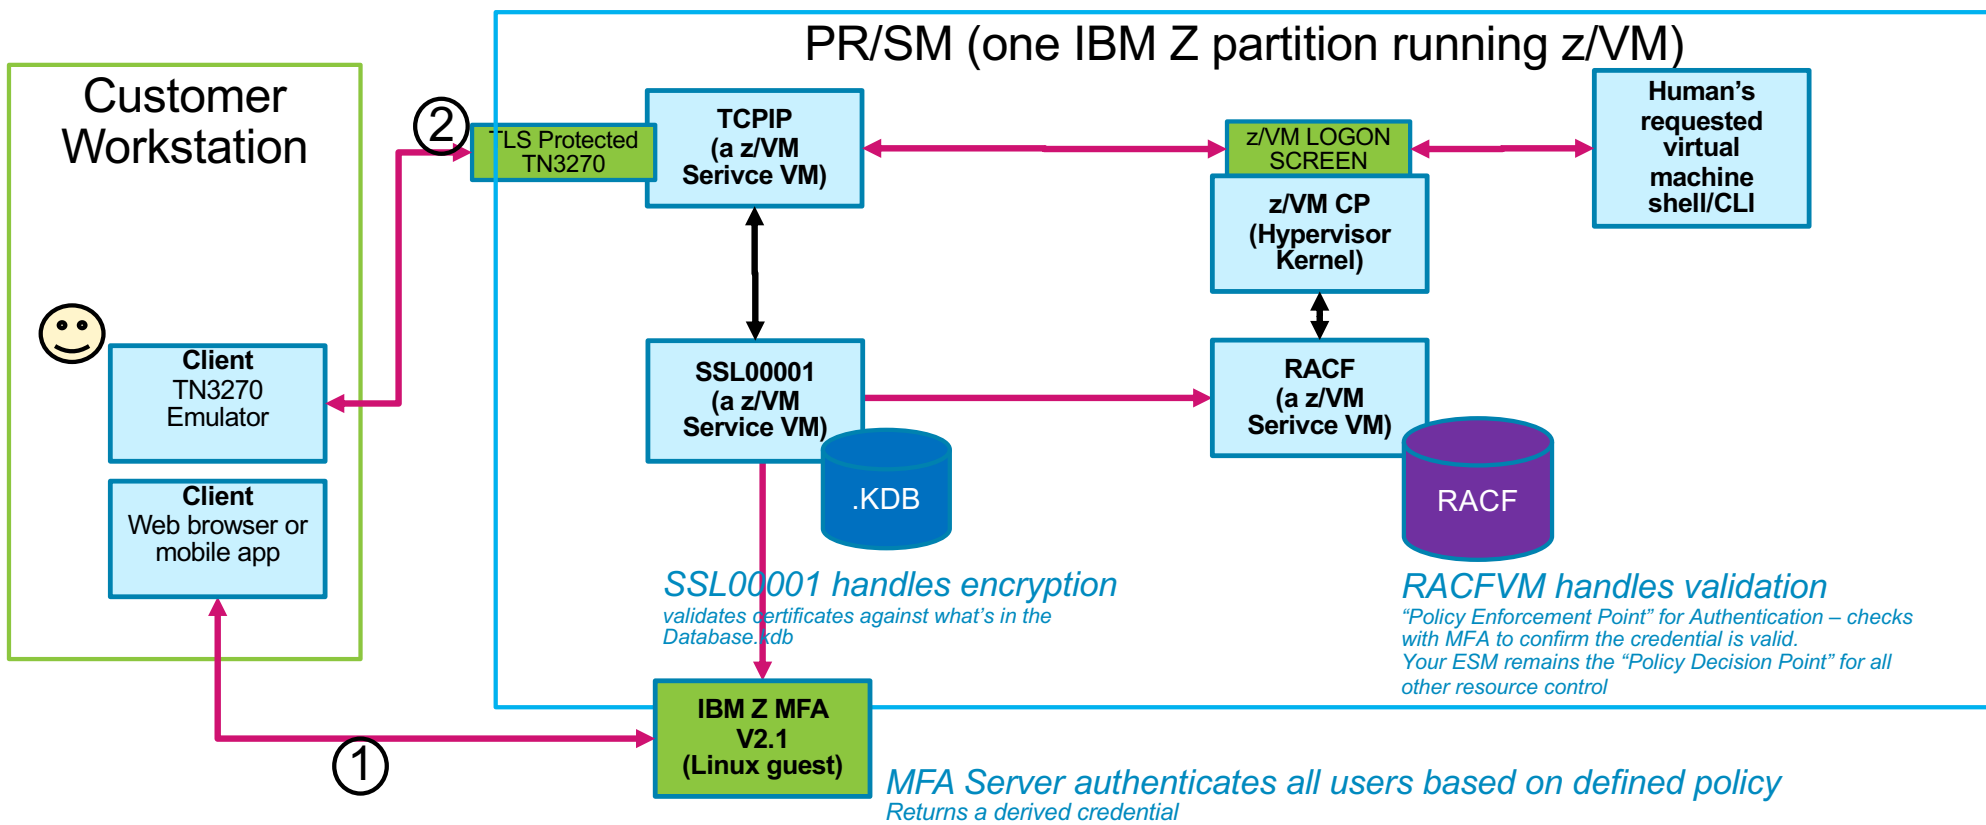 PR/SM (one IBM Z partition running z/VM)
Customer
Workstation
2
TLS Protected
TN3270
TCPIP
(a z/VM
Serivce VM)
z/VM LOGON
SCREEN
z/VM CP
(Hypervisor
Kernel)
Human’s
requested
virtual
machine
shell/CLI
Client
TN3270
Emulator
SSL00001
(a z/VM
Service VM)
RACF
(a z/VM
Serivce VM)
.KDB
RACF
Client
Web browser or
mobile app
SSL00001 handles encryption
validates certificates against what’s in the
Database.kdb
RACFVM handles validation
“Policy Enforcement Point” for Authentication – checks
with MFA to confirm the credential is valid.
Your ESM remains the “Policy Decision Point” for all
other resource control
IBM Z MFA
V2.1
(Linux guest)
1
MFA Server authenticates all users based on defined policy
Returns a derived credential